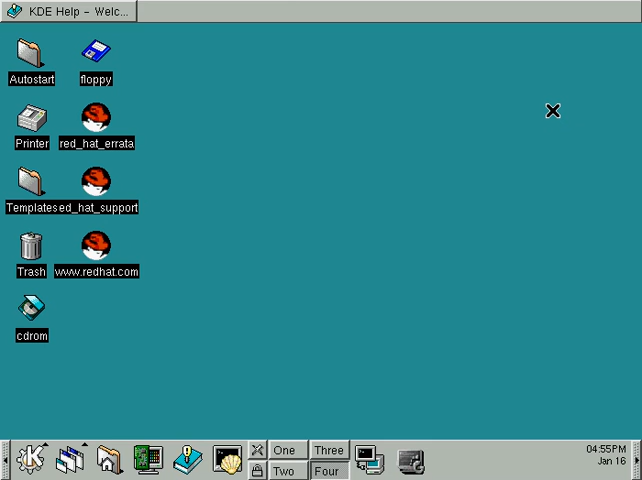 KDE Help - Welc...
Autostart
floppy
Printer
red_hat_errata
Templates
ed_hat_support
Trash
www.redhat.com
cdrom
One
Three
Two
Four
04:55PM
Jan 16